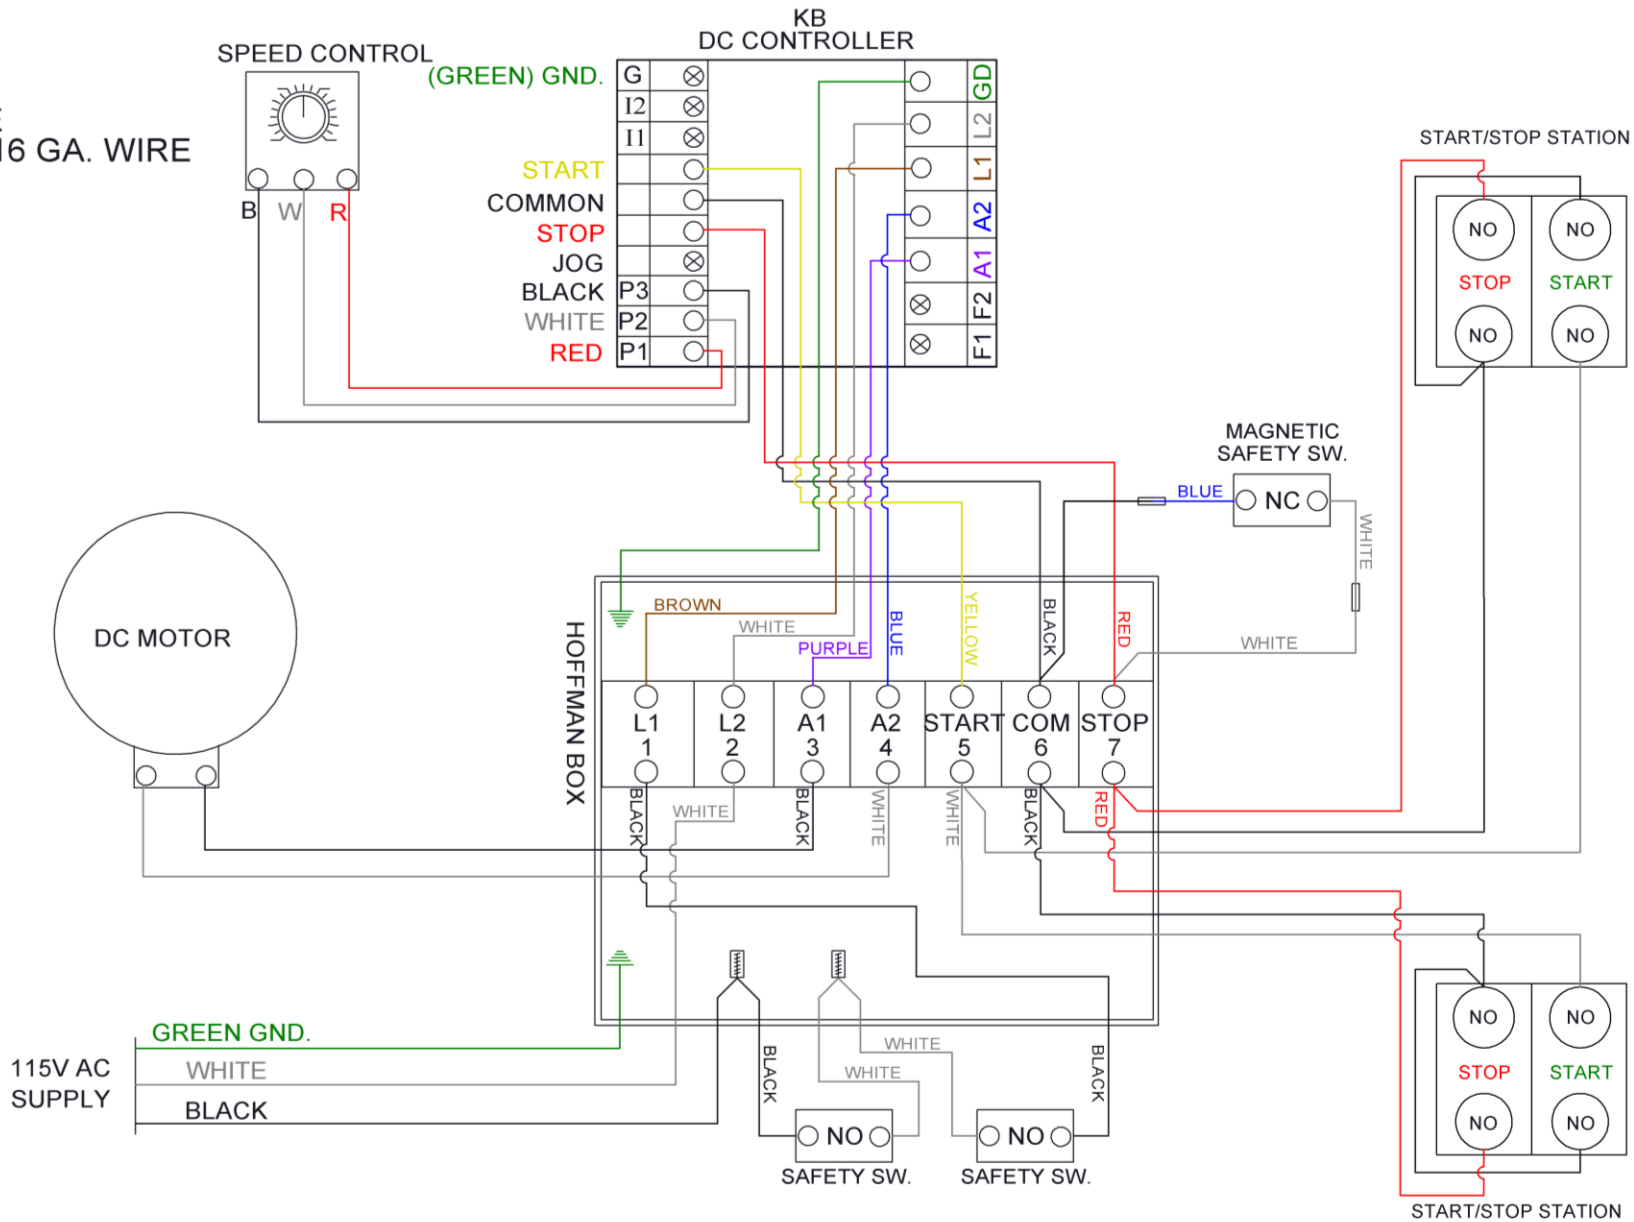 KB
DC CONTROLLER
SPEED CONTROL
16 GA. WIRE
B W R
(GREEN) GND. G
I2
I1
START
COMMON
STOP
JOG
BLACK P3
WHITE P2
RED P1
GD
L2
L1
A2
A1
F2
F1
START/STOP STATION
NO NO
STOP START
NO NO
MAGNETIC
SAFETY SW.
BLUE NC
WHITE
WHITE
DC MOTOR
HOFFMAN BOX
BROWN
WHITE
PURPLE
BLUE
YELLOW
BLACK
RED
L1 L2 A1 A2 START COM STOP
1 2 3 4 5 6 7
BLACK
WHITE
BLACK
WHITE
WHITE
BLACK
RED
GREEN GND.
115V AC
SUPPLY
WHITE
BLACK
BLACK
WHITE
WHITE
BLACK
NO NO
SAFETY SW. SAFETY SW.
NO NO
STOP START
NO NO
START/STOP STATION